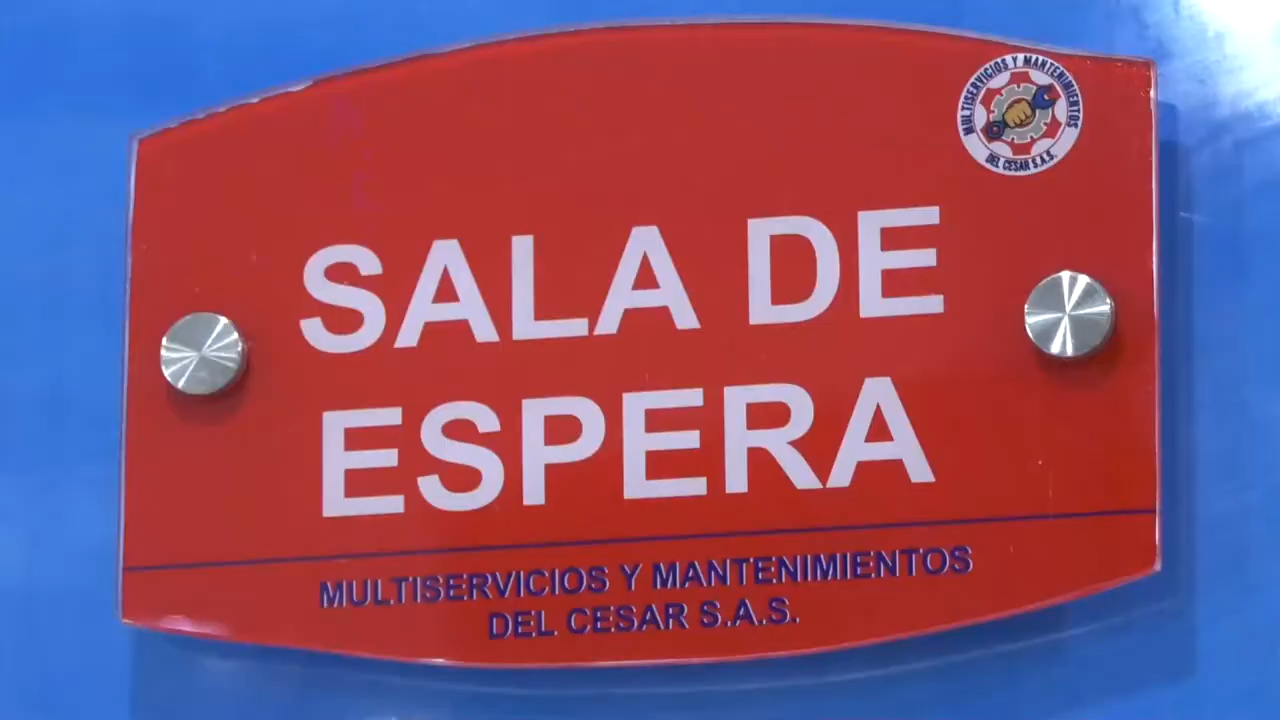 MULTISERVICIOS Y MANTENIMIENTOS
DEL CESAR S.A.S.
SALA DE
ESPERA
MULTISERVICIOS Y MANTENIMIENTOS
DEL CESAR S.A.S.